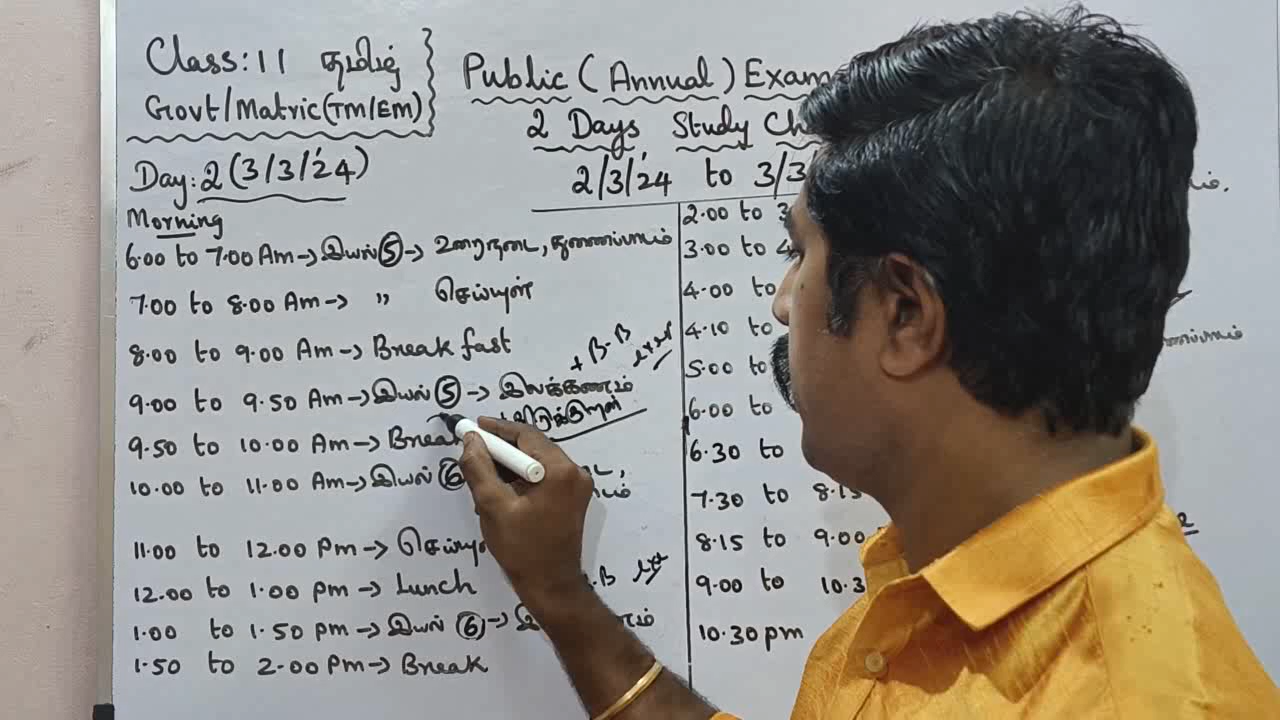 Class: 11 தமிழ்
Govt/Matric(TM/EM)
Public (Annual) Exam
2 Days Study
2/3/'24 to 3/3/
Day: 2 (3/3/'24)
Morning
6.00 to 7.00 Am → இயல் 5 → உரைநடை, துணைப்பாடம்
7.00 to 8.00 Am → " செய்யுள்
8.00 to 9.00 Am → Break fast
9.00 to 9.50 Am → இயல் 5 → இலக்கணம் + B.B
திருக்குறள்
9.50 to 10.00 Am → Break
10.00 to 11.00 Am → இயல் 6
11.00 to 12.00 Pm → செய்யுள்
12.00 to 1.00 pm → Lunch
1.00 to 1.50 pm → இயல் 6 →
1.50 to 2.00 Pm → Break
2.00 to
3.00 to
4.00 to
4.10 to
5.00 to
6.00 to
6.30 to
7.30 to 8.15
8.15 to 9.00
9.00 to 10.3
10.30 pm